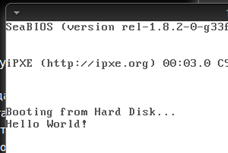 SeaBIOS (version rel-1.8.2-0-g33f
iPXE (http://ipxe.org) 00:03.0 C9
Booting from Hard Disk...
Hello World!